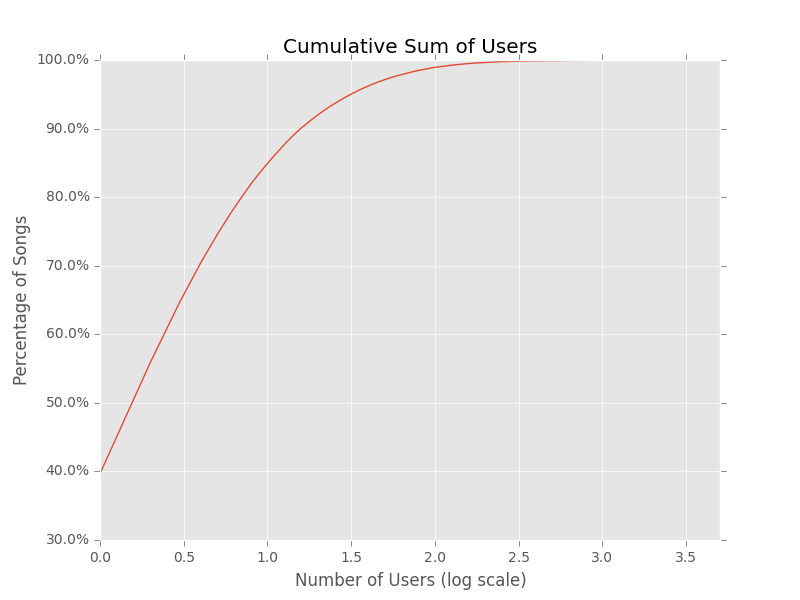 Cumulative Sum of Users
100.0%
90.0%
80.0%
70.0%
60.0%
50.0%
40.0%
30.0%
Percentage of Songs
0.0 0.5 1.0 1.5 2.0 2.5 3.0 3.5
Number of Users (log scale)